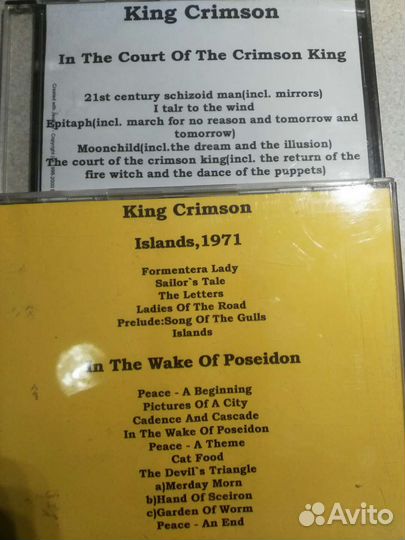 King Crimson
In The Court Of The Crimson King
21st century schizoid man(incl. mirrors)
I talr to the wind
Epitaph(incl. march for no reason and tomorrow and
tomorrow)
Moonchild(incl.the dream and the illusion)
The court of the crimson king(incl. the return of the
fire witch and the dance of the puppets)
Created with
Copyright
King Crimson
Islands,1971
Formentera Lady
Sailor`s Tale
The Letters
Ladies Of The Road
Prelude:Song Of The Gulls
Islands
In The Wake Of Poseidon
Peace - A Beginning
Pictures Of A City
Cadence And Cascade
In The Wake Of Poseidon
Peace - A Theme
Cat Food
The Devil`s Triangle
a)Merday Morn
b)Hand Of Sceiron
c)Garden Of Worm
Peace - An End
Avito